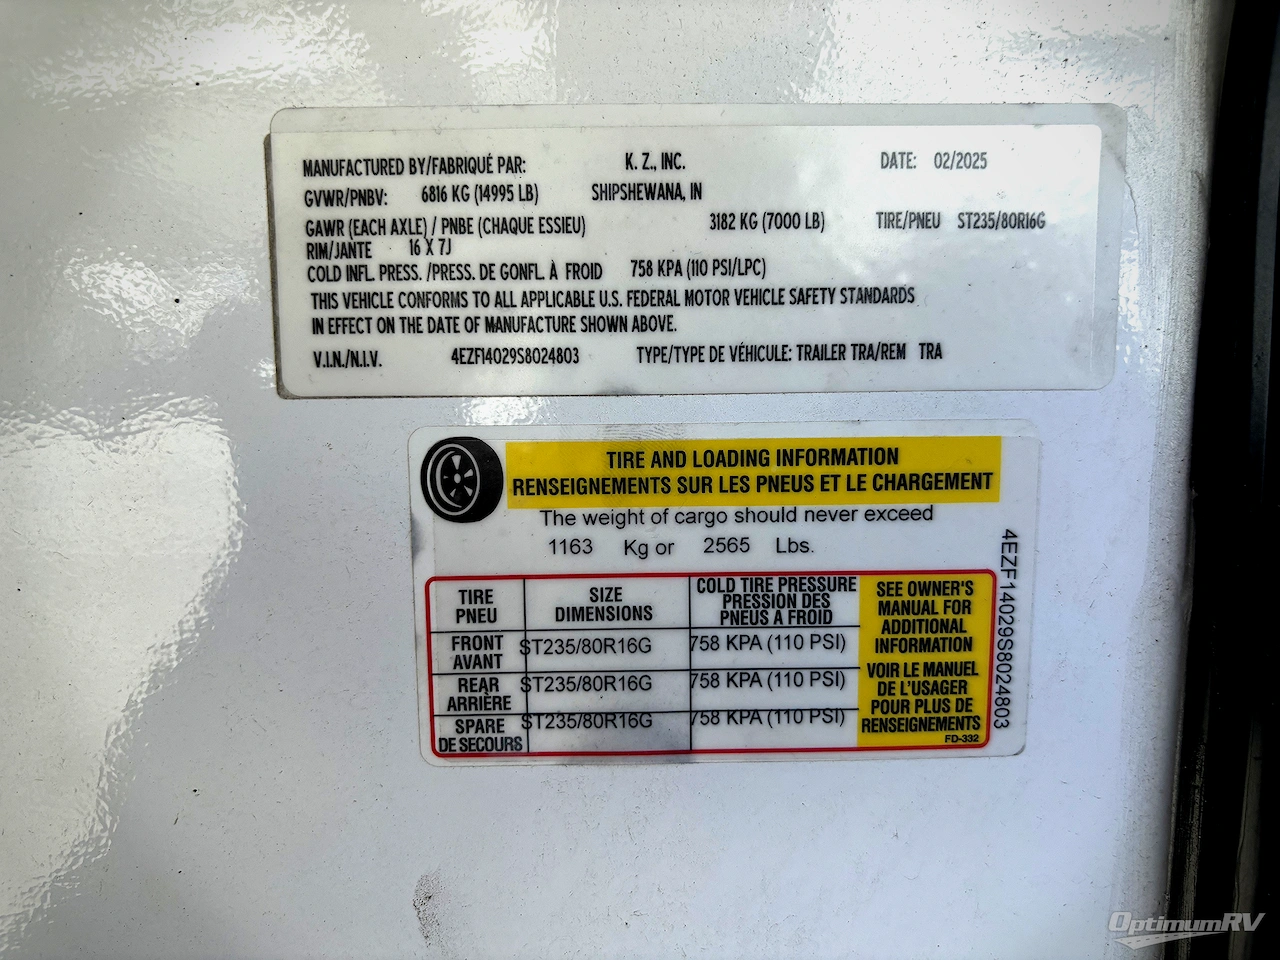 MANUFACTURED BY/FABRIQUÉ PAR: K. Z., INC. DATE: 02/2025
GVWR/PNBV: 6816 KG (14995 LB) SHIPSHEWANA, IN
GAWR (EACH AXLE) / PNBE (CHAQUE ESSIEU) 3182 KG (7000 LB) TIRE/PNEU ST235/80R16G
RIM/JANTE 16 X 7J
COLD INFL. PRESS. /PRESS. DE GONFL. À FROID 758 KPA (110 PSI/LPC)
THIS VEHICLE CONFORMS TO ALL APPLICABLE U.S. FEDERAL MOTOR VEHICLE SAFETY STANDARDS
IN EFFECT ON THE DATE OF MANUFACTURE SHOWN ABOVE.
V.I.N./N.I.V. 4EZF14029S8024803 TYPE/TYPE DE VÉHICULE: TRAILER TRA/REM TRA
TIRE AND LOADING INFORMATION
RENSEIGNEMENTS SUR LES PNEUS ET LE CHARGEMENT
The weight of cargo should never exceed
1163 Kg or 2565 Lbs.
TIRE
PNEU
SIZE
DIMENSIONS
COLD TIRE PRESSURE
PRESSION DES
PNEUS A FROID
FRONT
AVANT
ST235/80R16G
758 KPA (110 PSI)
REAR
ARRIÈRE
ST235/80R16G
758 KPA (110 PSI)
SPARE
DE SECOURS
ST235/80R16G
758 KPA (110 PSI)
SEE OWNER'S
MANUAL FOR
ADDITIONAL
INFORMATION
VOIR LE MANUEL
DE L'USAGER
POUR PLUS DE
RENSEIGNEMENTS
FD-332
4EZF14029S8024803
OptimumRV